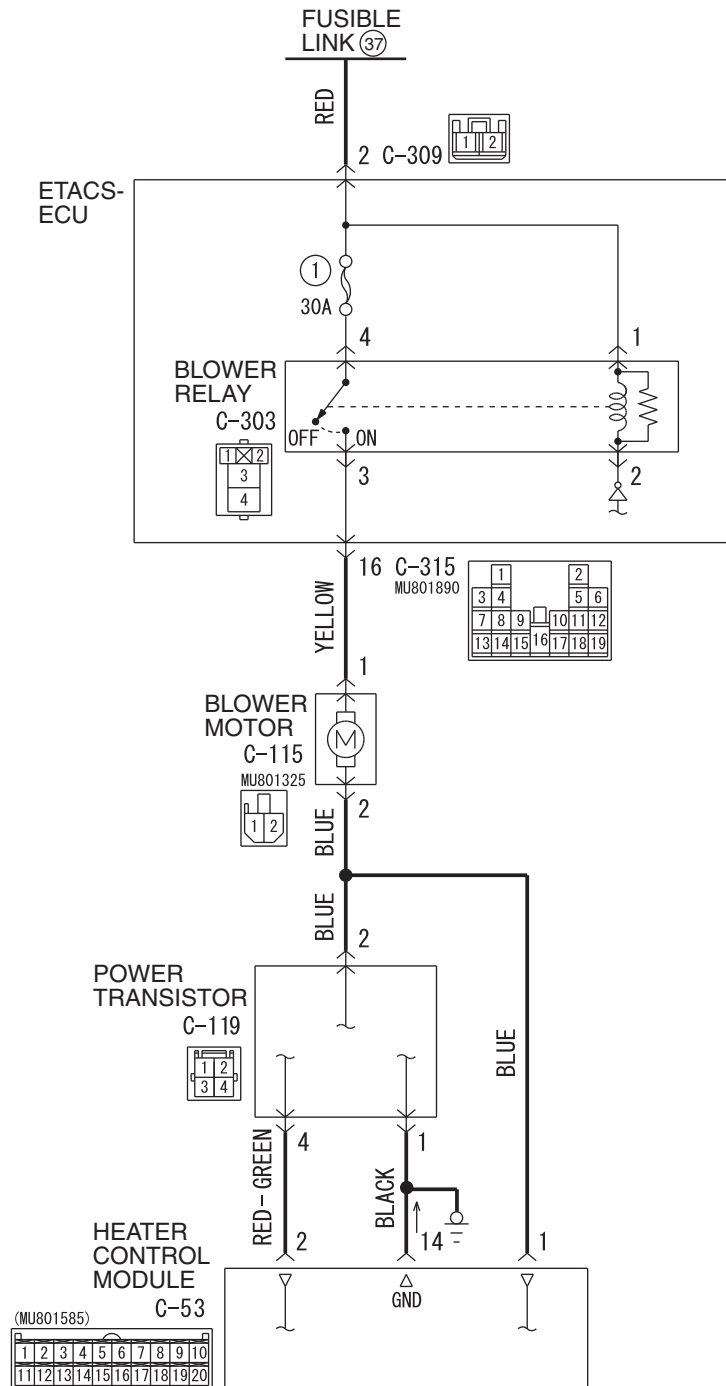 FUSIBLE
LINK 37
RED
2 C-309
1 2
ETACS-
ECU
1
30A
4
1
BLOWER
RELAY
C-303
OFF
ON
1 2
3
4
3
2
16 C-315
MU801890
1 2
3 4 5 6
7 8 9 10 11 12
13 14 15 16 17 18 19
YELLOW
1
BLOWER
MOTOR
C-115
MU801325
M
1 2
2
BLUE
BLUE
2
POWER
TRANSISTOR
C-119
1 2
3 4
BLUE
4
1
RED-GREEN
BLACK
2
14
1
HEATER
CONTROL
MODULE
C-53
(MU801585)
GND
1 2 3 4 5 6 7 8 9 10
11 12 13 14 15 16 17 18 19 20